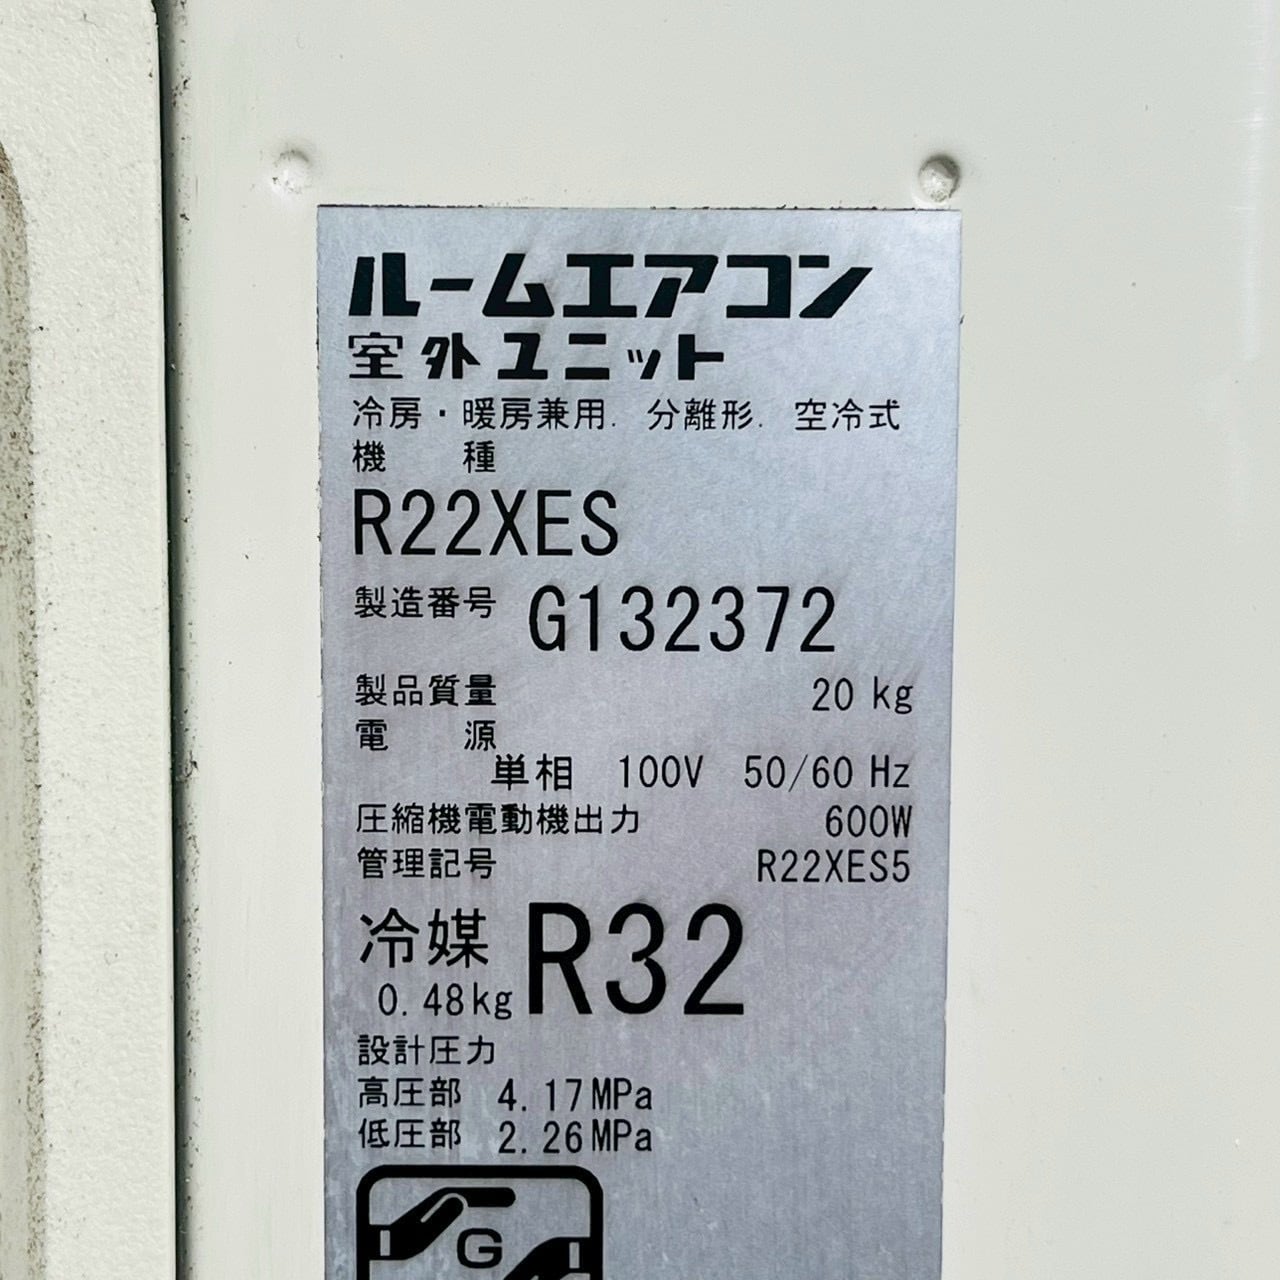 ルームエアコン
室外ユニット
冷房・暖房兼用. 分離形. 空冷式
機 種
R22XES
製造番号 G132372
製品質量 20 kg
電 源
単相 100V 50/60 Hz
圧縮機電動機出力 600W
管理記号 R22XES5
冷媒 R32
0.48kg
設計圧力
高圧部 4.17MPa
低圧部 2.26MPa
G